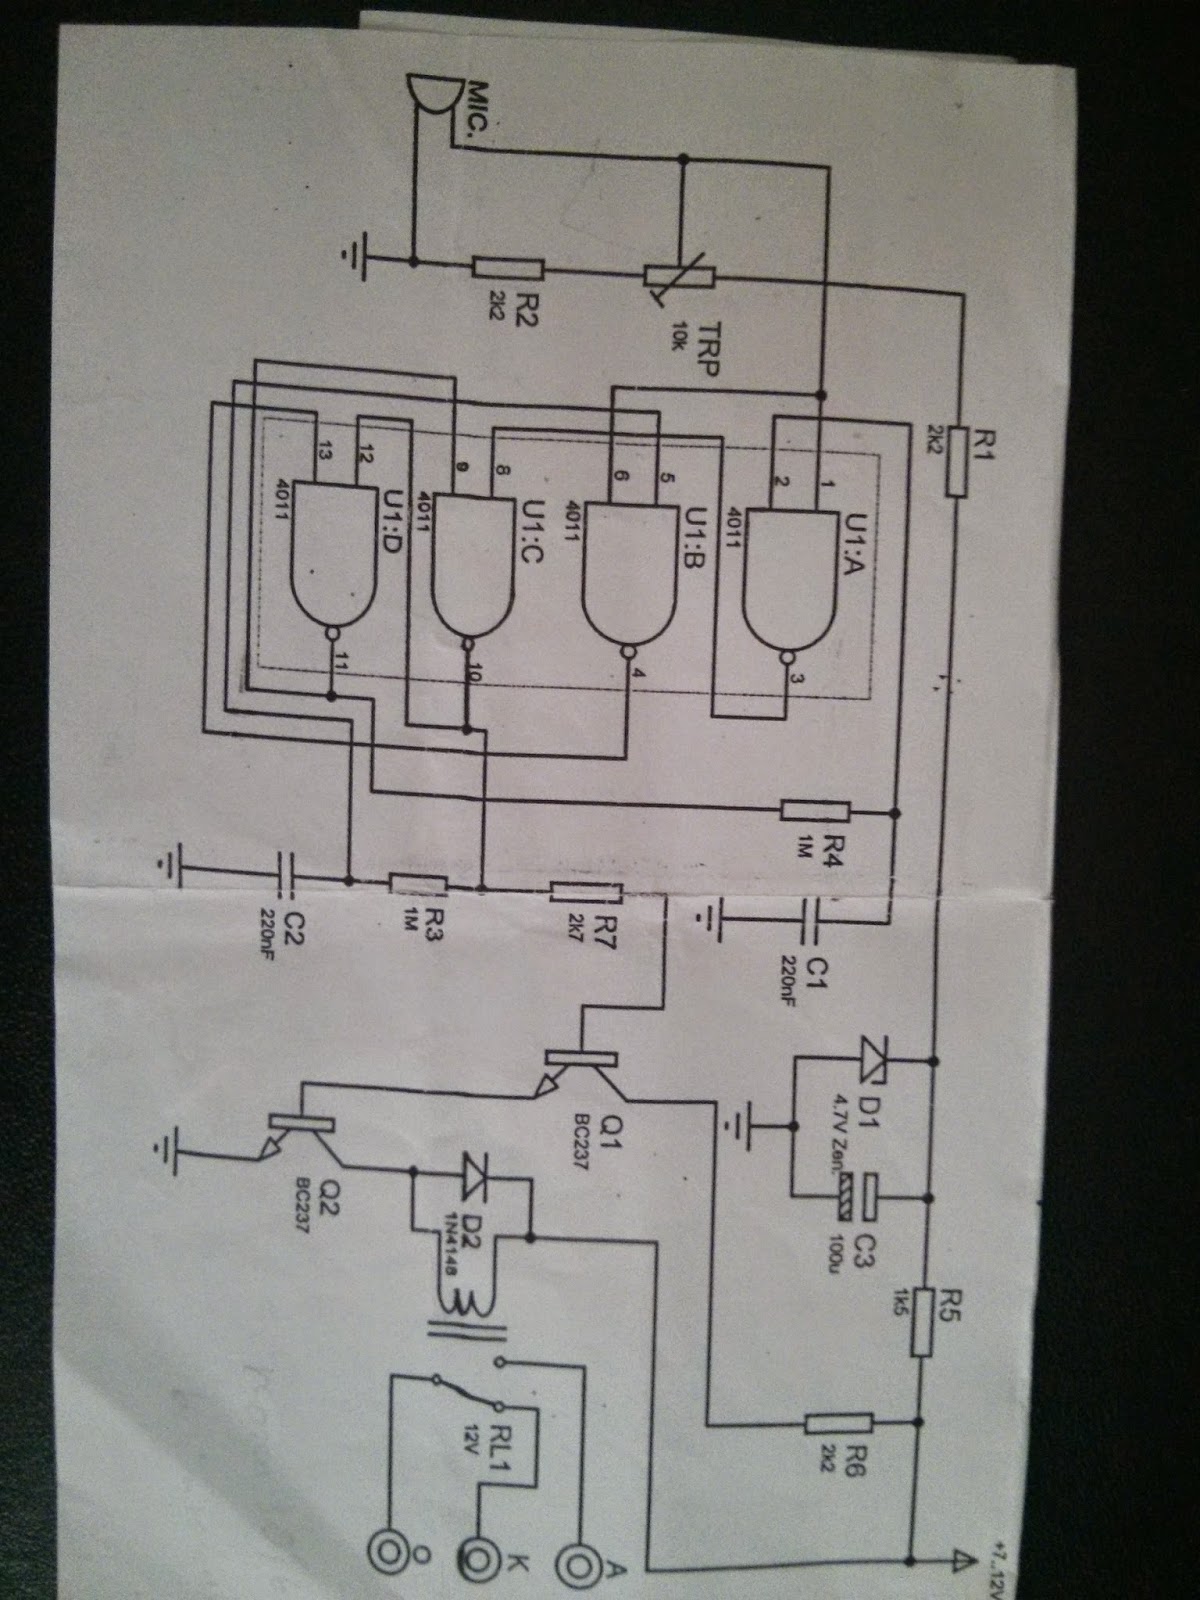 MIC.
R2
2k2
TRP
10k
R1
2k2
1
2
3
U1:A
4011
5
6
4
U1:B
4011
8
9
10
U1:C
4011
12
13
11
U1:D
4011
R4
1M
C1
220nF
R7
2k7
R3
1M
C2
220nF
D1
4.7V Zen.
C3
100u
R5
1k5
R6
2k2
Q1
BC237
Q2
BC237
D2
1N4148
RL1
12V
A
K
O
+7..12V